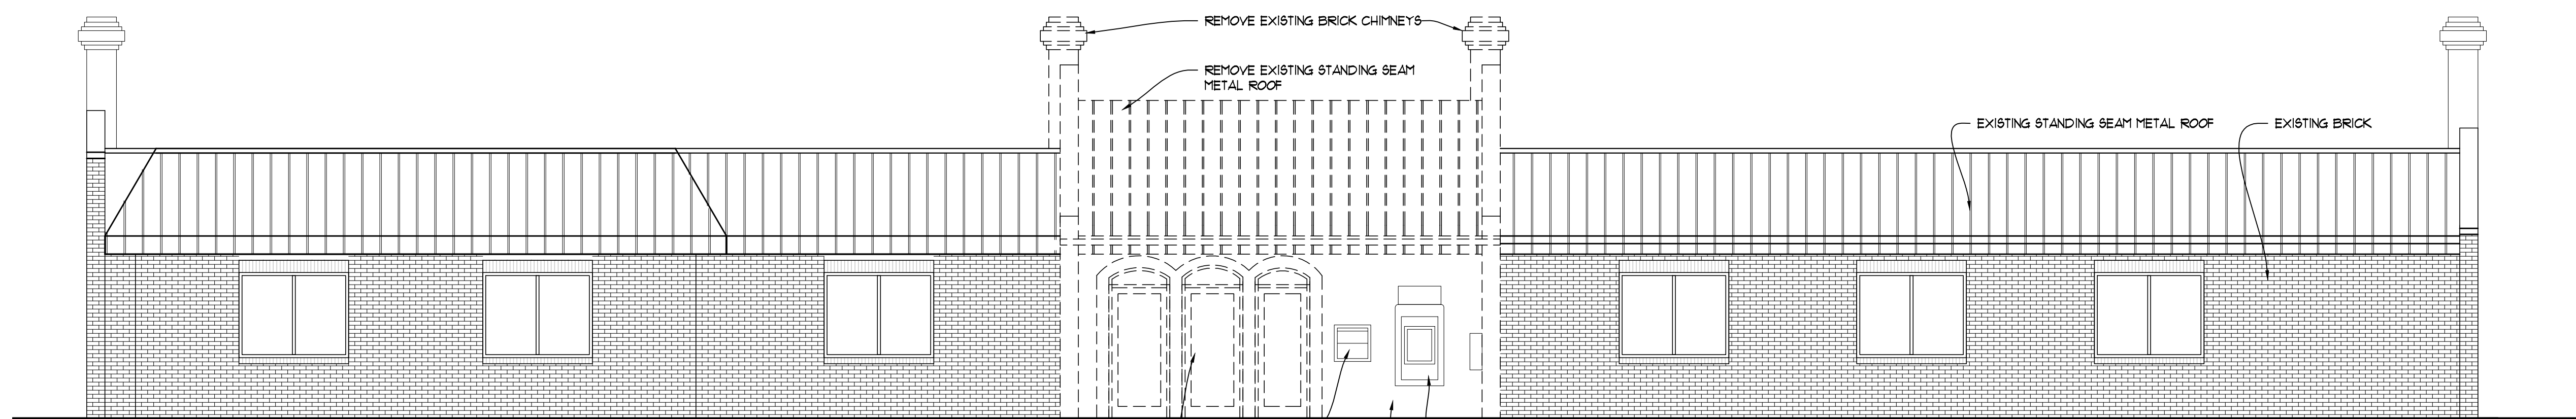 REMOVE EXISTING BRICK CHIMNEYS
REMOVE EXISTING STANDING SEAM
METAL ROOF
EXISTING STANDING SEAM METAL ROOF
EXISTING BRICK